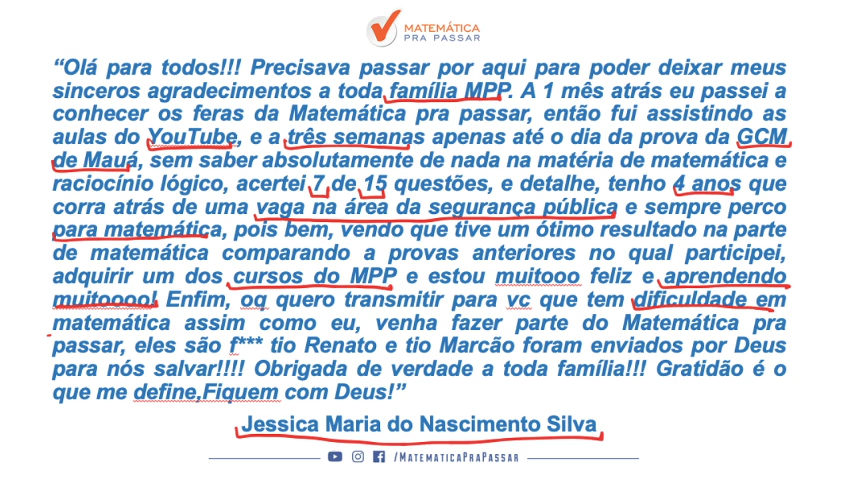 MATEMÁTICA
PRA PASSAR
“Olá para todos!!! Precisava passar por aqui para poder deixar meus
sinceros agradecimentos a toda família MPP. A 1 mês atrás eu passei a
conhecer os feras da Matemática pra passar, então fui assistindo as
aulas do YouTube, e a três semanas apenas até o dia da prova da GCM
de Mauá, sem saber absolutamente de nada na matéria de matemática e
raciocínio lógico, acertei 7 de 15 questões, e detalhe, tenho 4 anos que
corra atrás de uma vaga na área da segurança pública e sempre perco
para matemática, pois bem, vendo que tive um ótimo resultado na parte
de matemática comparando a provas anteriores no qual participei,
adquirir um dos cursos do MPP e estou muitooo feliz e aprendendo
muitoooo! Enfim, oq quero transmitir para vc que tem dificuldade em
matemática assim como eu, venha fazer parte do Matemática pra
passar, eles são f*** tio Renato e tio Marcão foram enviados por Deus
para nós salvar!!!! Obrigada de verdade a toda família!!! Gratidão é o
que me define,Fiquem com Deus!”
Jessica Maria do Nascimento Silva
/MATEMATICAPRAPASSAR